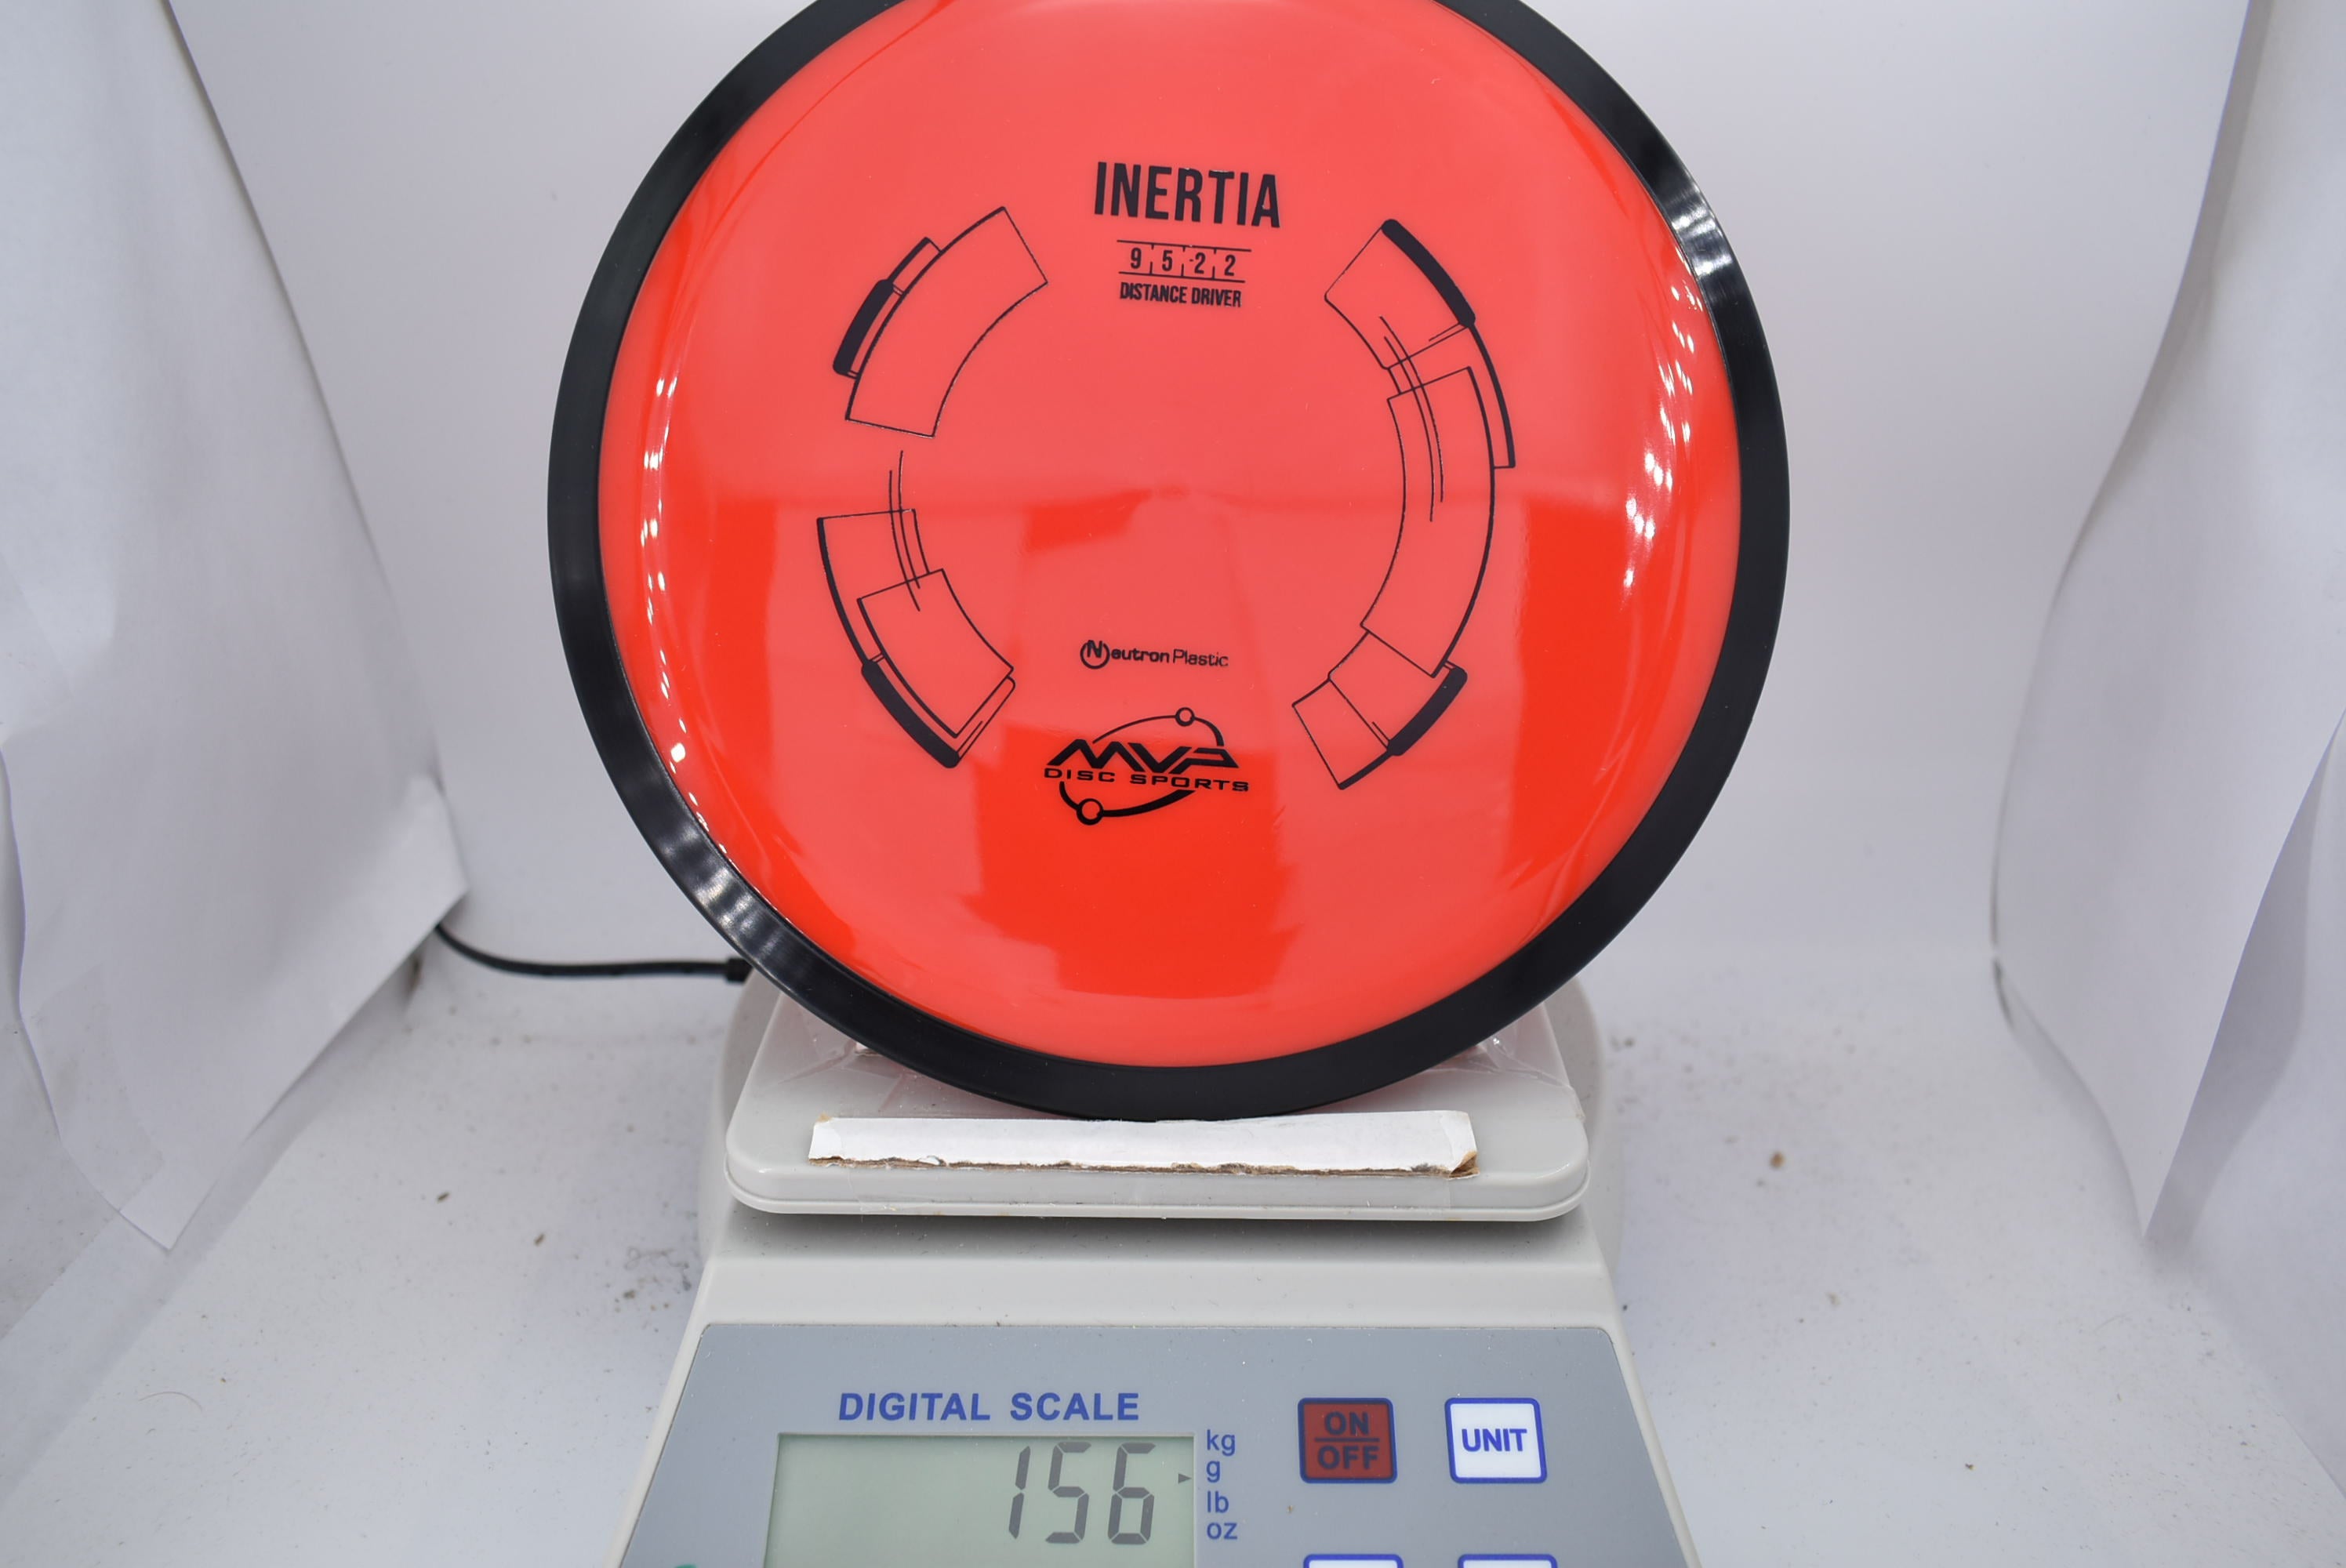 INERTIA
9 5 -2 2
DISTANCE DRIVER
Neutron Plastic
MVP
DISC SPORTS
DIGITAL SCALE
156
kg
g
lb
oz
ON
OFF
UNIT